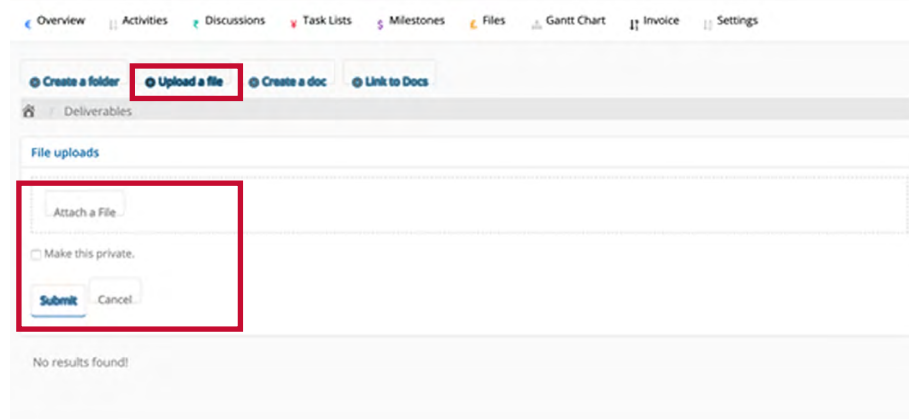 Overview Activities Discussions Task Lists Milestones Files Gantt Chart Invoice Settings
Create a folder Upload a file Create a doc Link to Docs
/ Deliverables
File uploads
Attach a File
Make this private.
Submit Cancel
No results found!